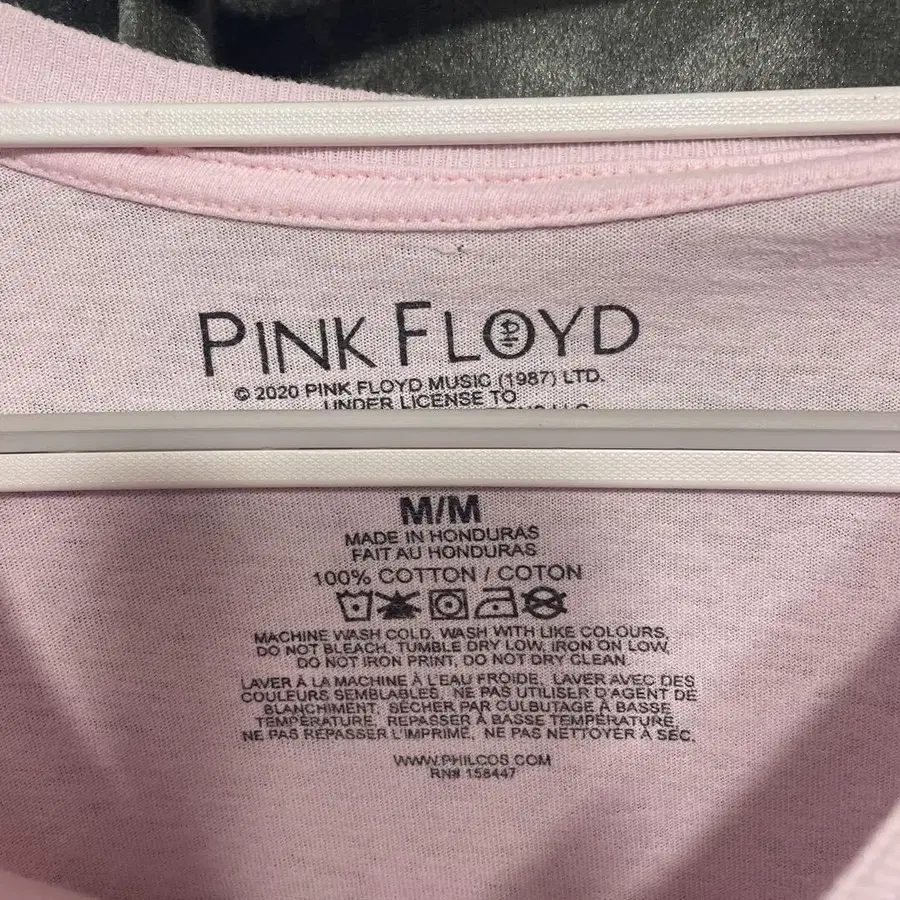 PINK FLOYD
© 2020 PINK FLOYD MUSIC (1987) LTD.
UNDER LICENSE TO
M/M
MADE IN HONDURAS
FAIT AU HONDURAS
100% COTTON / COTON
MACHINE WASH COLD, WASH WITH LIKE COLOURS,
DO NOT BLEACH, TUMBLE DRY LOW, IRON ON LOW,
DO NOT IRON PRINT, DO NOT DRY CLEAN.
LAVER À LA MACHINE À L'EAU FROIDE, LAVER AVEC DES
COULEURS SEMBLABLES, NE PAS UTILISER D'AGENT DE
BLANCHIMENT, SÉCHER PAR CULBUTAGE À BASSE
TEMPÉRATURE, REPASSER À BASSE TEMPÉRATURE,
NE PAS REPASSER L'IMPRIMÉ, NE PAS NETTOYER À SEC.
WWW.PHILCOS.COM
RN# 158447